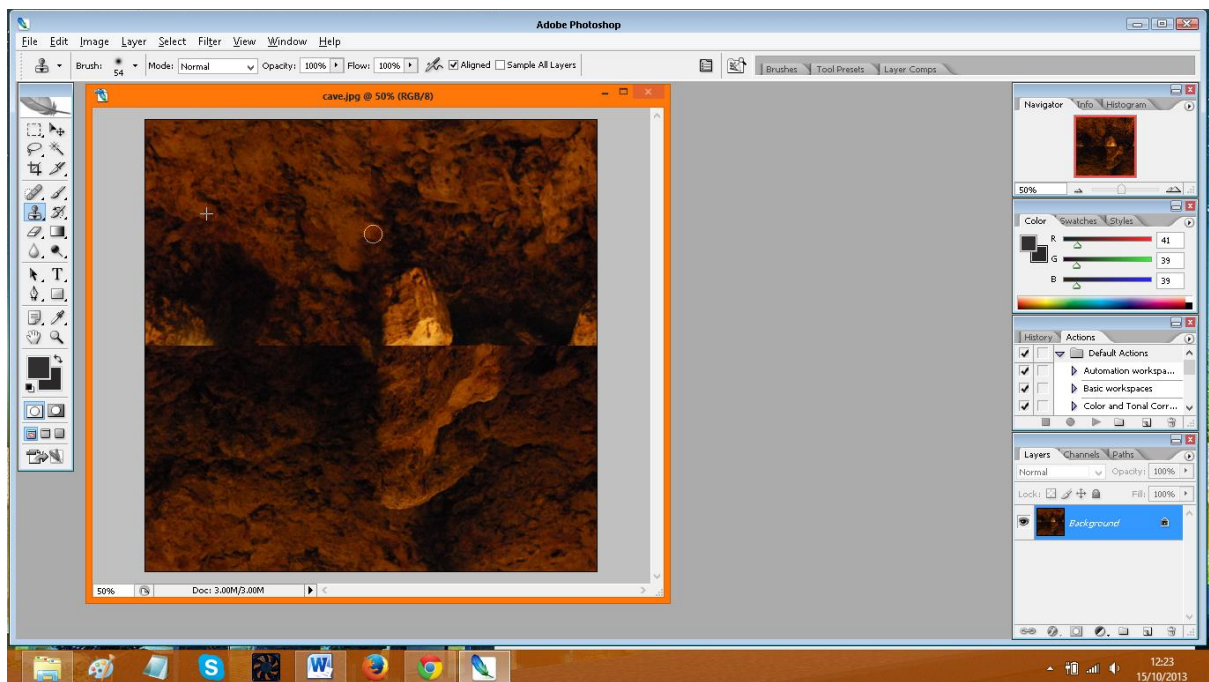 Adobe Photoshop
File Edit Image Layer Select Filter View Window Help
Brush: 54 Mode: Normal Opacity: 100% Flow: 100% Aligned Sample All Layers Brushes Tool Presets Layer Comps
cave.jpg @ 50% (RGB/8)
Navigator Info Histogram
50%
Color Swatches Styles
R 41
G 39
B 39
History Actions
Default Actions
Automation workspa...
Basic workspaces
Color and Tonal Corr...
Layers Channels Paths
Normal Opacity: 100%
Lock: Fill: 100%
Background
50% Doc: 3.00M/3.00M
12:23
15/10/2013